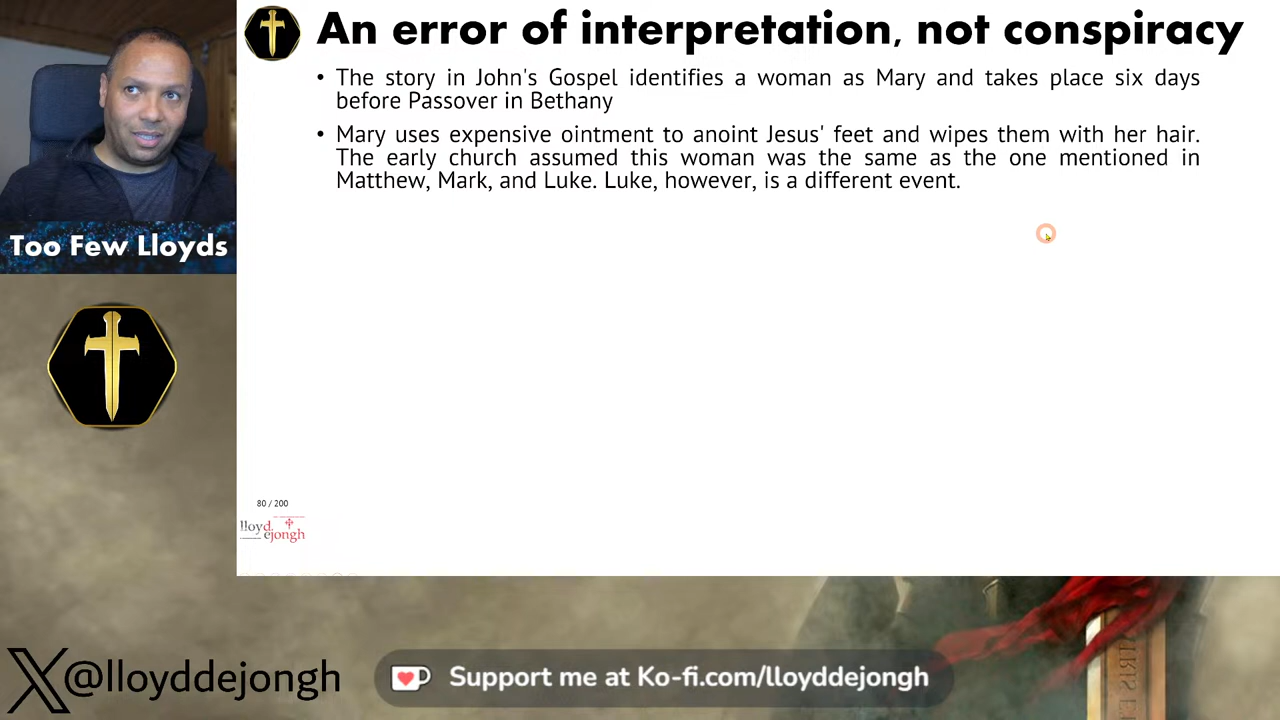 An error of interpretation, not conspiracy
• The story in John's Gospel identifies a woman as Mary and takes place six days
before Passover in Bethany
• Mary uses expensive ointment to anoint Jesus' feet and wipes them with her hair.
The early church assumed this woman was the same as the one mentioned in
Matthew, Mark, and Luke. Luke, however, is a different event.
Too Few Lloyds
80 / 200
lloyd
ejongh
X@lloyddejongh
Support me at Ko-fi.com/lloyddejongh